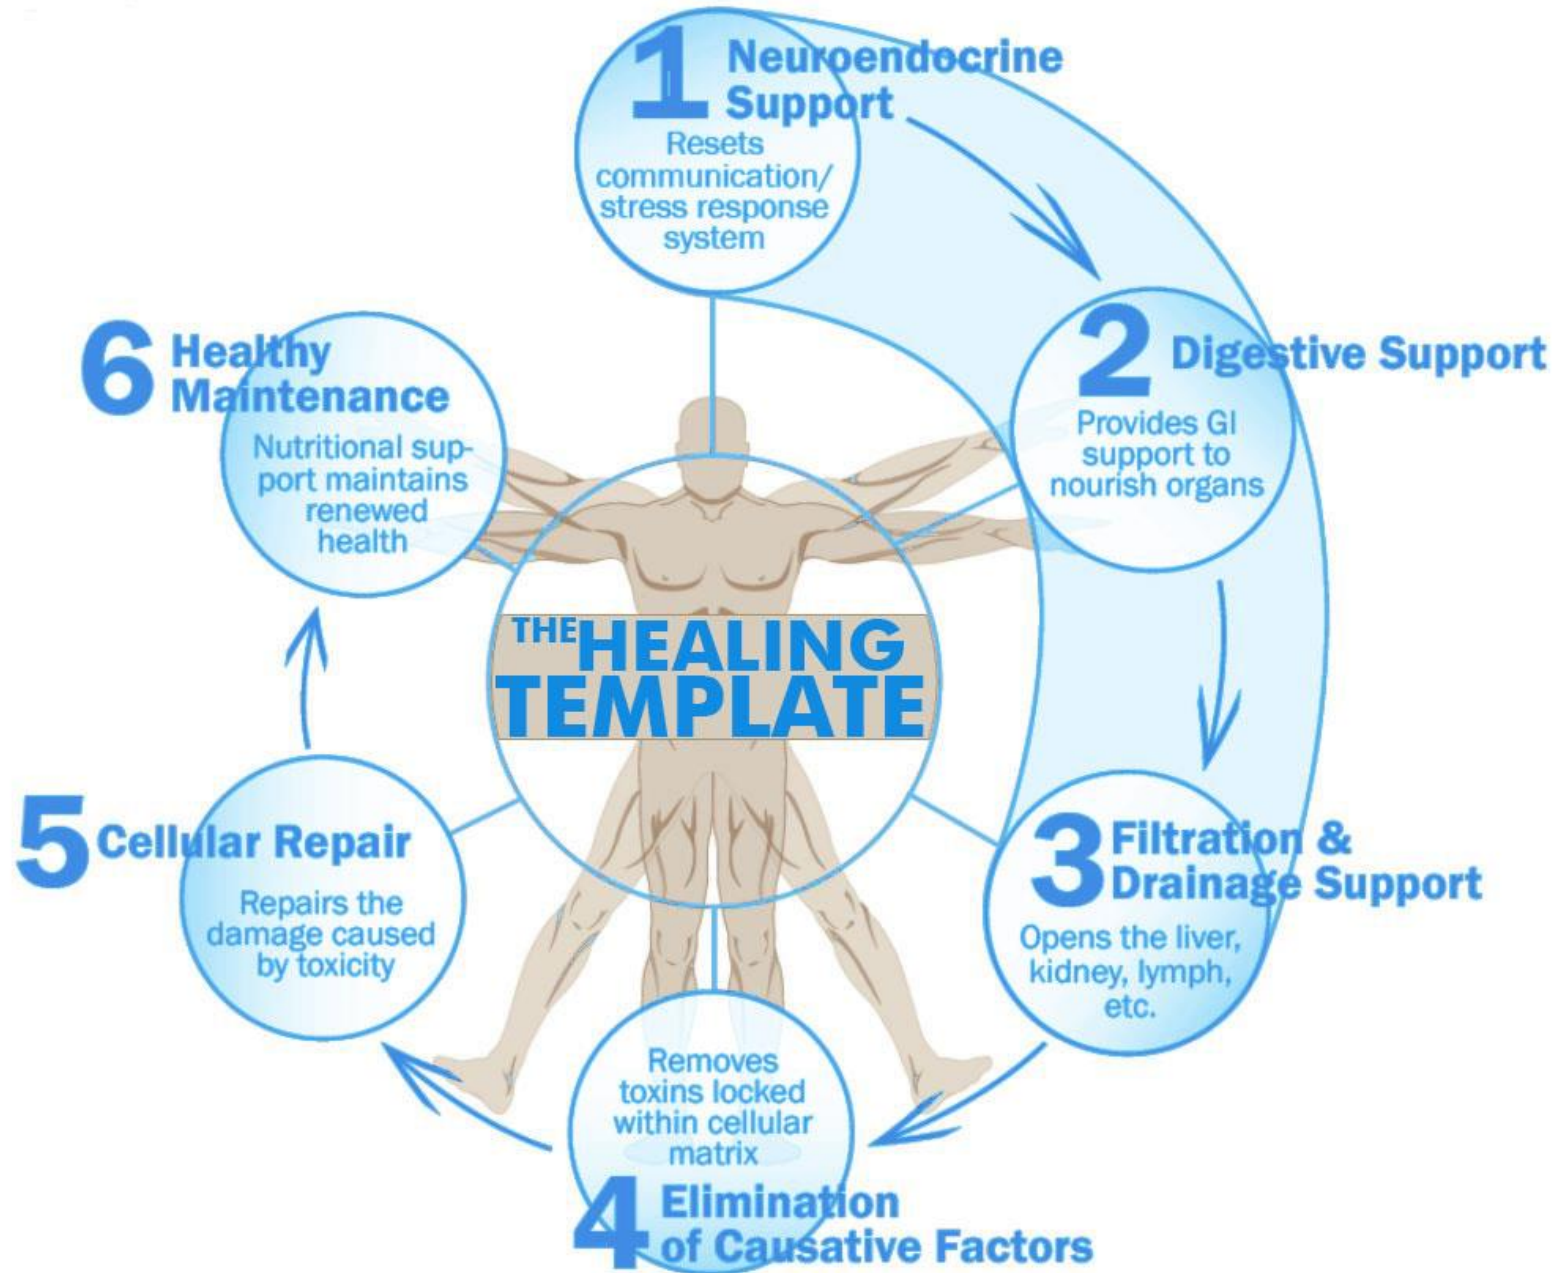 1 Neuroendocrine
Support
Resets
communication/
stress response
system
2 Digestive Support
Provides GI
support to
nourish organs
3 Filtration &
Drainage Support
Opens the liver,
kidney, lymph,
etc.
Removes
toxins locked
within cellular
matrix
4 Elimination
of Causative Factors
5 Cellular Repair
Repairs the
damage caused
by toxicity
6 Healthy
Maintenance
Nutritional sup-
port maintains
renewed
health
THE HEALING
TEMPLATE